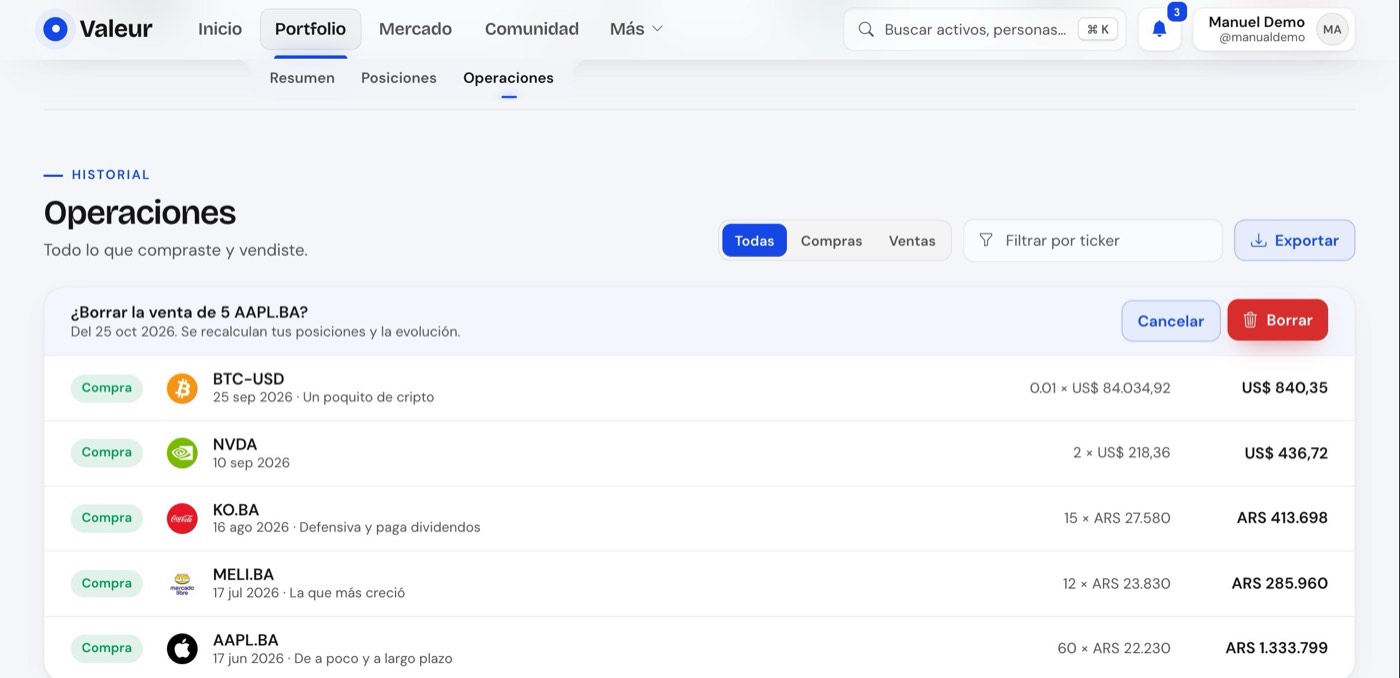 Valeur
Inicio
Portfolio
Mercado
Comunidad
Más
Buscar activos, personas...
⌘ K
3
Manuel Demo
@manualdemo
MA
Resumen
Posiciones
Operaciones
HISTORIAL
Operaciones
Todo lo que compraste y vendiste.
Todas
Compras
Ventas
Filtrar por ticker
Exportar
¿Borrar la venta de 5 AAPL.BA?
Del 25 oct 2026. Se recalculan tus posiciones y la evolución.
Cancelar
Borrar
Compra
BTC-USD
25 sep 2026 · Un poquito de cripto
0.01 × US$ 84.034,92
US$ 840,35
Compra
NVDA
10 sep 2026
2 × US$ 218,36
US$ 436,72
Compra
Coca-Cola
KO.BA
16 ago 2026 · Defensiva y paga dividendos
15 × ARS 27.580
ARS 413.698
Compra
mercado
libre
MELI.BA
17 jul 2026 · La que más creció
12 × ARS 23.830
ARS 285.960
Compra
AAPL.BA
17 jun 2026 · De a poco y a largo plazo
60 × ARS 22.230
ARS 1.333.799